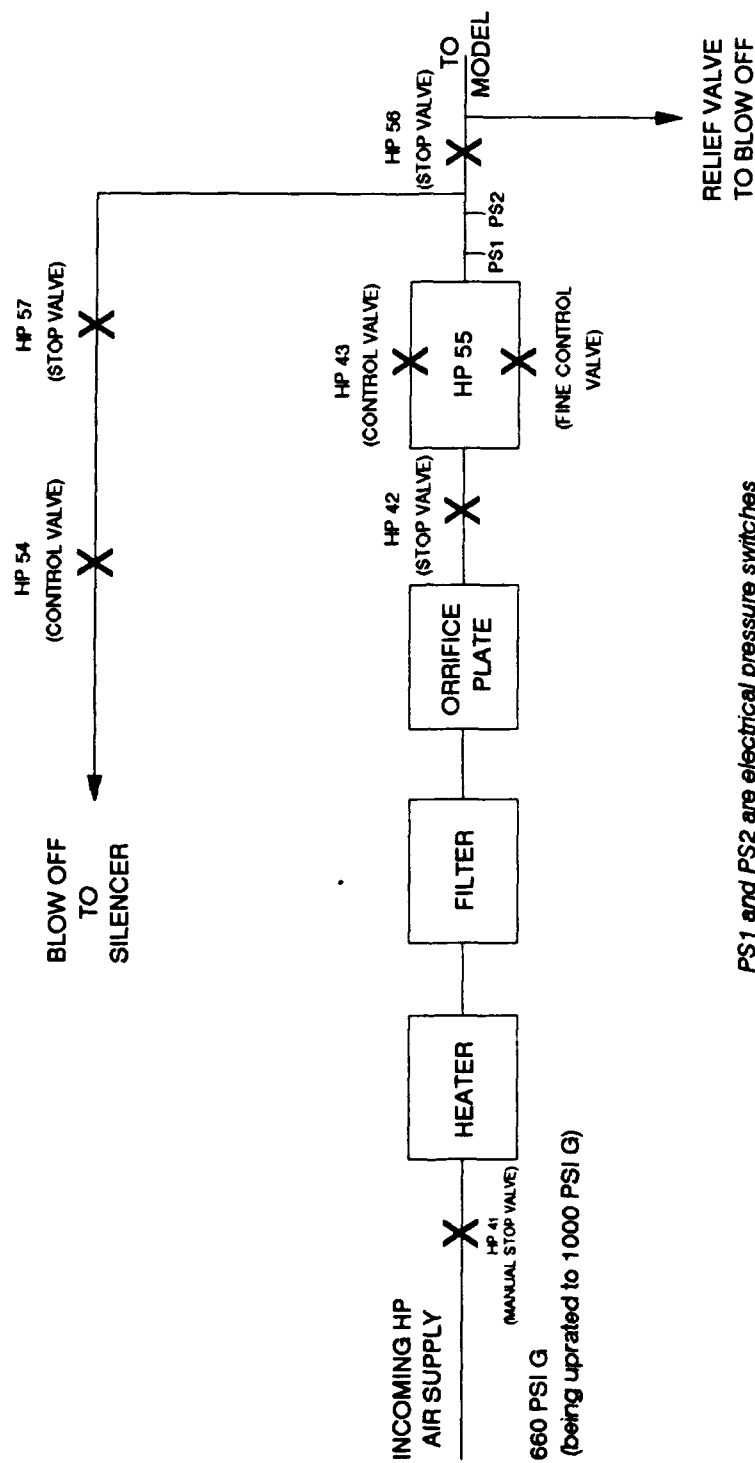 BLOW OFF
TO
SILENCER
HP 54
(CONTROL VALVE)
HP 57
(STOP VALVE)
INCOMING HP
AIR SUPPLY
660 PSI G
(being uprated to 1000 PSI G)
HP 41
(MANUAL STOP VALVE)
HEATER
FILTER
ORRIFICE
PLATE
HP 42
(STOP VALVE)
HP 43
(CONTROL VALVE)
HP 55
(FINE CONTROL
VALVE)
PS1
PS2
HP 56
(STOP VALVE)
TO
MODEL
RELIEF VALVE
TO BLOW OFF
PS1 and PS2 are electrical pressure switches